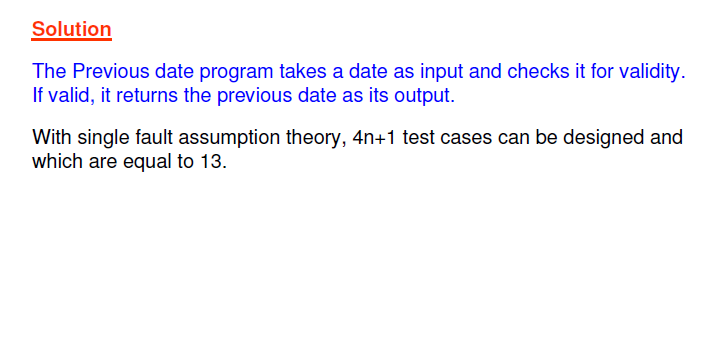 Solution
The Previous date program takes a date as input and checks it for validity.
If valid, it returns the previous date as its output.
With single fault assumption theory, 4n+1 test cases can be designed and
which are equal to 13.